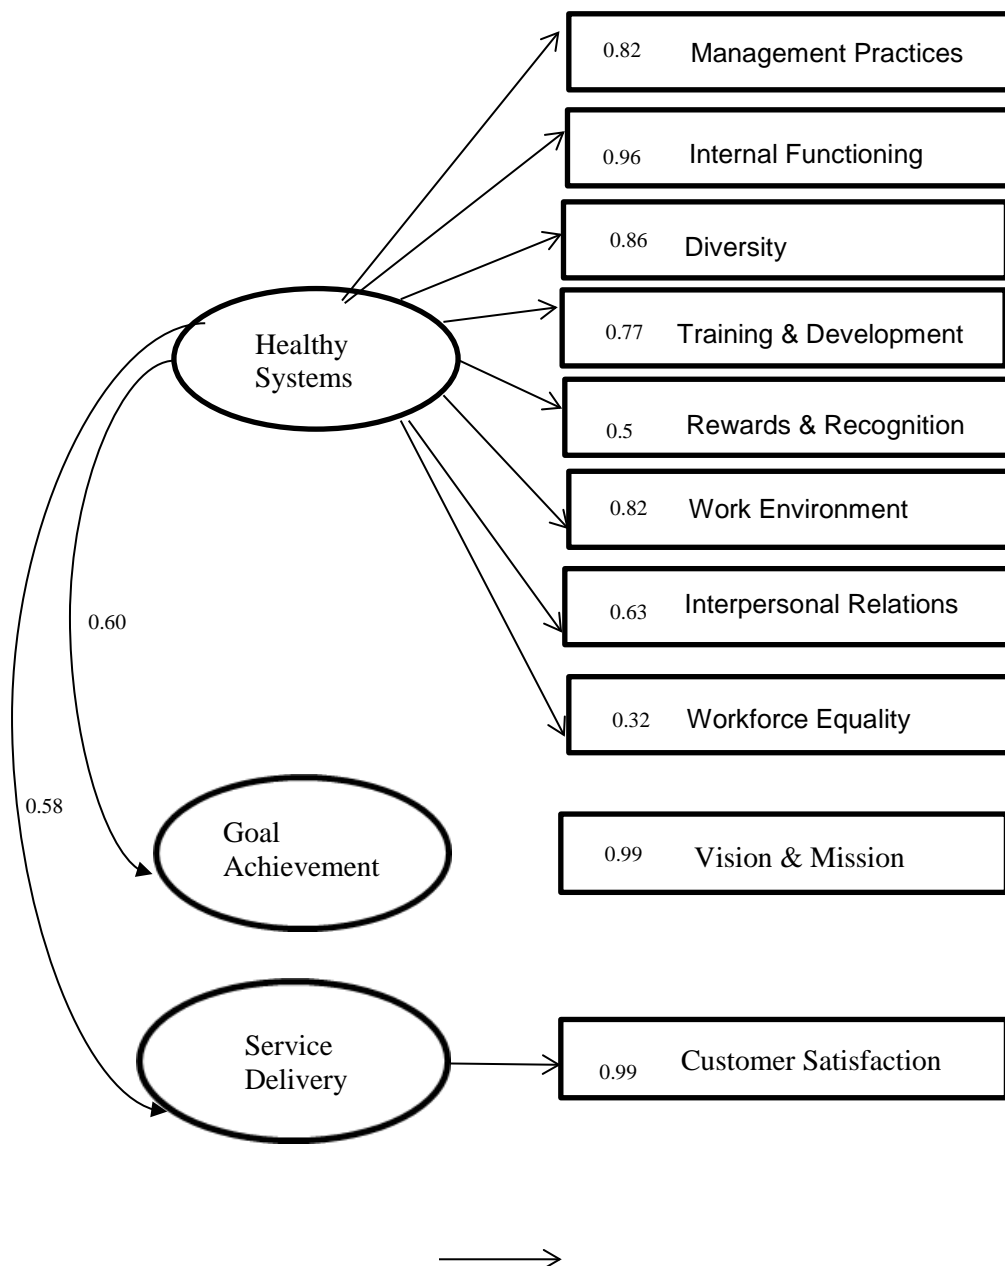 0.82 Management Practices
0.96 Internal Functioning
0.86 Diversity
Healthy
Systems
0.77 Training & Development
0.5 Rewards & Recognition
0.82 Work Environment
0.63 Interpersonal Relations
0.60
0.32 Workforce Equality
0.58
Goal
Achievement
0.99 Vision & Mission
Service
Delivery
0.99 Customer Satisfaction